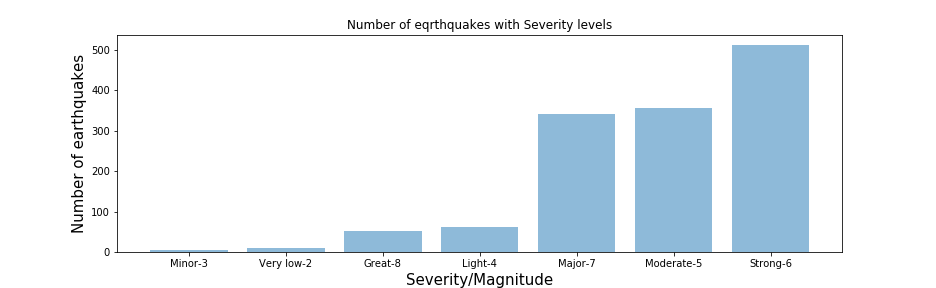 Number of eqrthquakes with Severity levels
Number of earthquakes
500
400
300
200
100
0
Minor-3 Very low-2 Great-8 Light-4 Major-7 Moderate-5 Strong-6
Severity/Magnitude